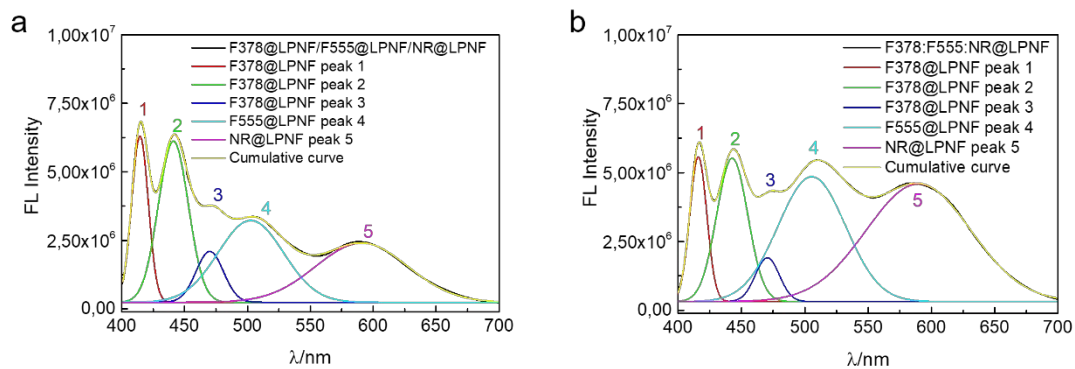 a
1,00x10⁷
7,50x10⁶
5,00x10⁶
2,50x10⁶
0,00
FL Intensity
F378@LPNF/F555@LPNF/NR@LPNF
F378@LPNF peak 1
F378@LPNF peak 2
F378@LPNF peak 3
F555@LPNF peak 4
NR@LPNF peak 5
Cumulative curve
1
2
3
4
5
400 450 500 550 600 650 700
λ/nm
b
1,00x10⁷
7,50x10⁶
5,00x10⁶
2,50x10⁶
0,00
FL Intensity
F378:F555:NR@LPNF
F378@LPNF peak 1
F378@LPNF peak 2
F378@LPNF peak 3
F555@LPNF peak 4
NR@LPNF peak 5
Cumulative curve
1
2
3
4
5
400 450 500 550 600 650 700
λ/nm